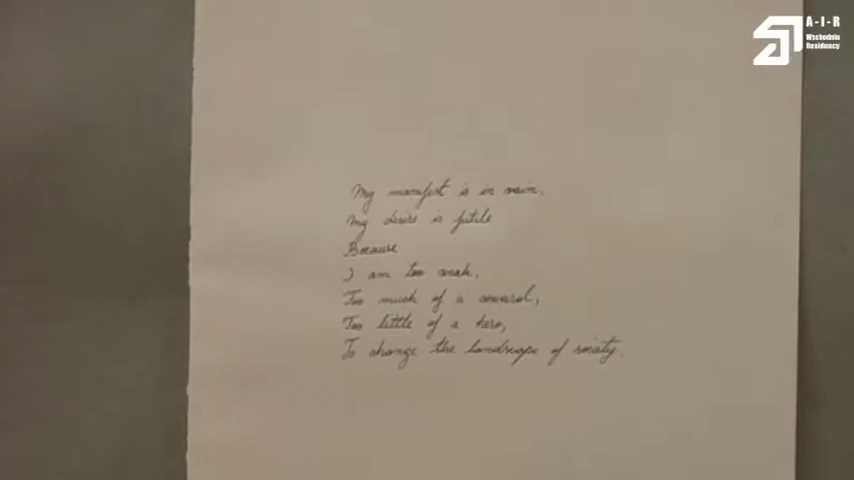 A-I-R
Wschodnia
Residency
My manifest is in vain,
My desire is futile
Because
I am too weak,
Too much of a coward,
Too little of a hero,
To change the landscape of society.